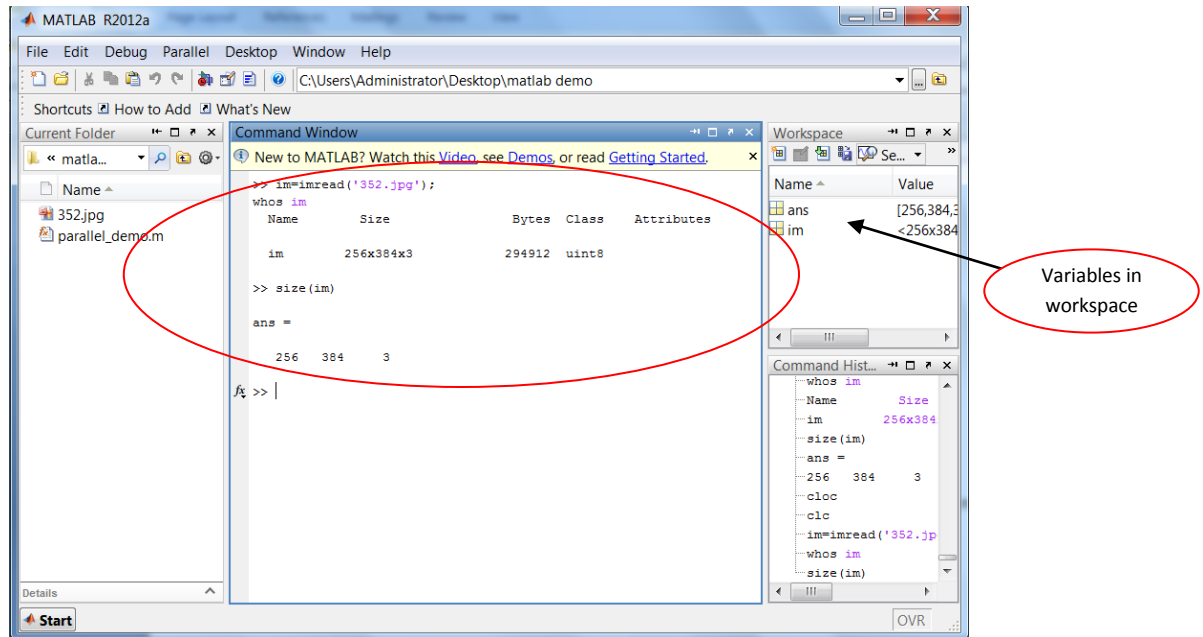 MATLAB R2012a
File Edit Debug Parallel Desktop Window Help
C:\Users\Administrator\Desktop\matlab demo
Shortcuts How to Add What's New
Current Folder
« matla...
Name
352.jpg
parallel_demo.m
Details
Command Window
New to MATLAB? Watch this Video, see Demos, or read Getting Started.
>> im=imread('352.jpg');
whos im
Name Size Bytes Class Attributes
im 256x384x3 294912 uint8
>> size(im)
ans =
256 384 3
fx >>
Workspace
Se...
»
Name Value
ans [256,384,3
im <256x384
Variables in
workspace
Command Hist...
whos im
Name Size
im 256x384
size(im)
ans =
256 384 3
cloc
clc
im=imread('352.jp
whos im
size(im)
Start
OVR